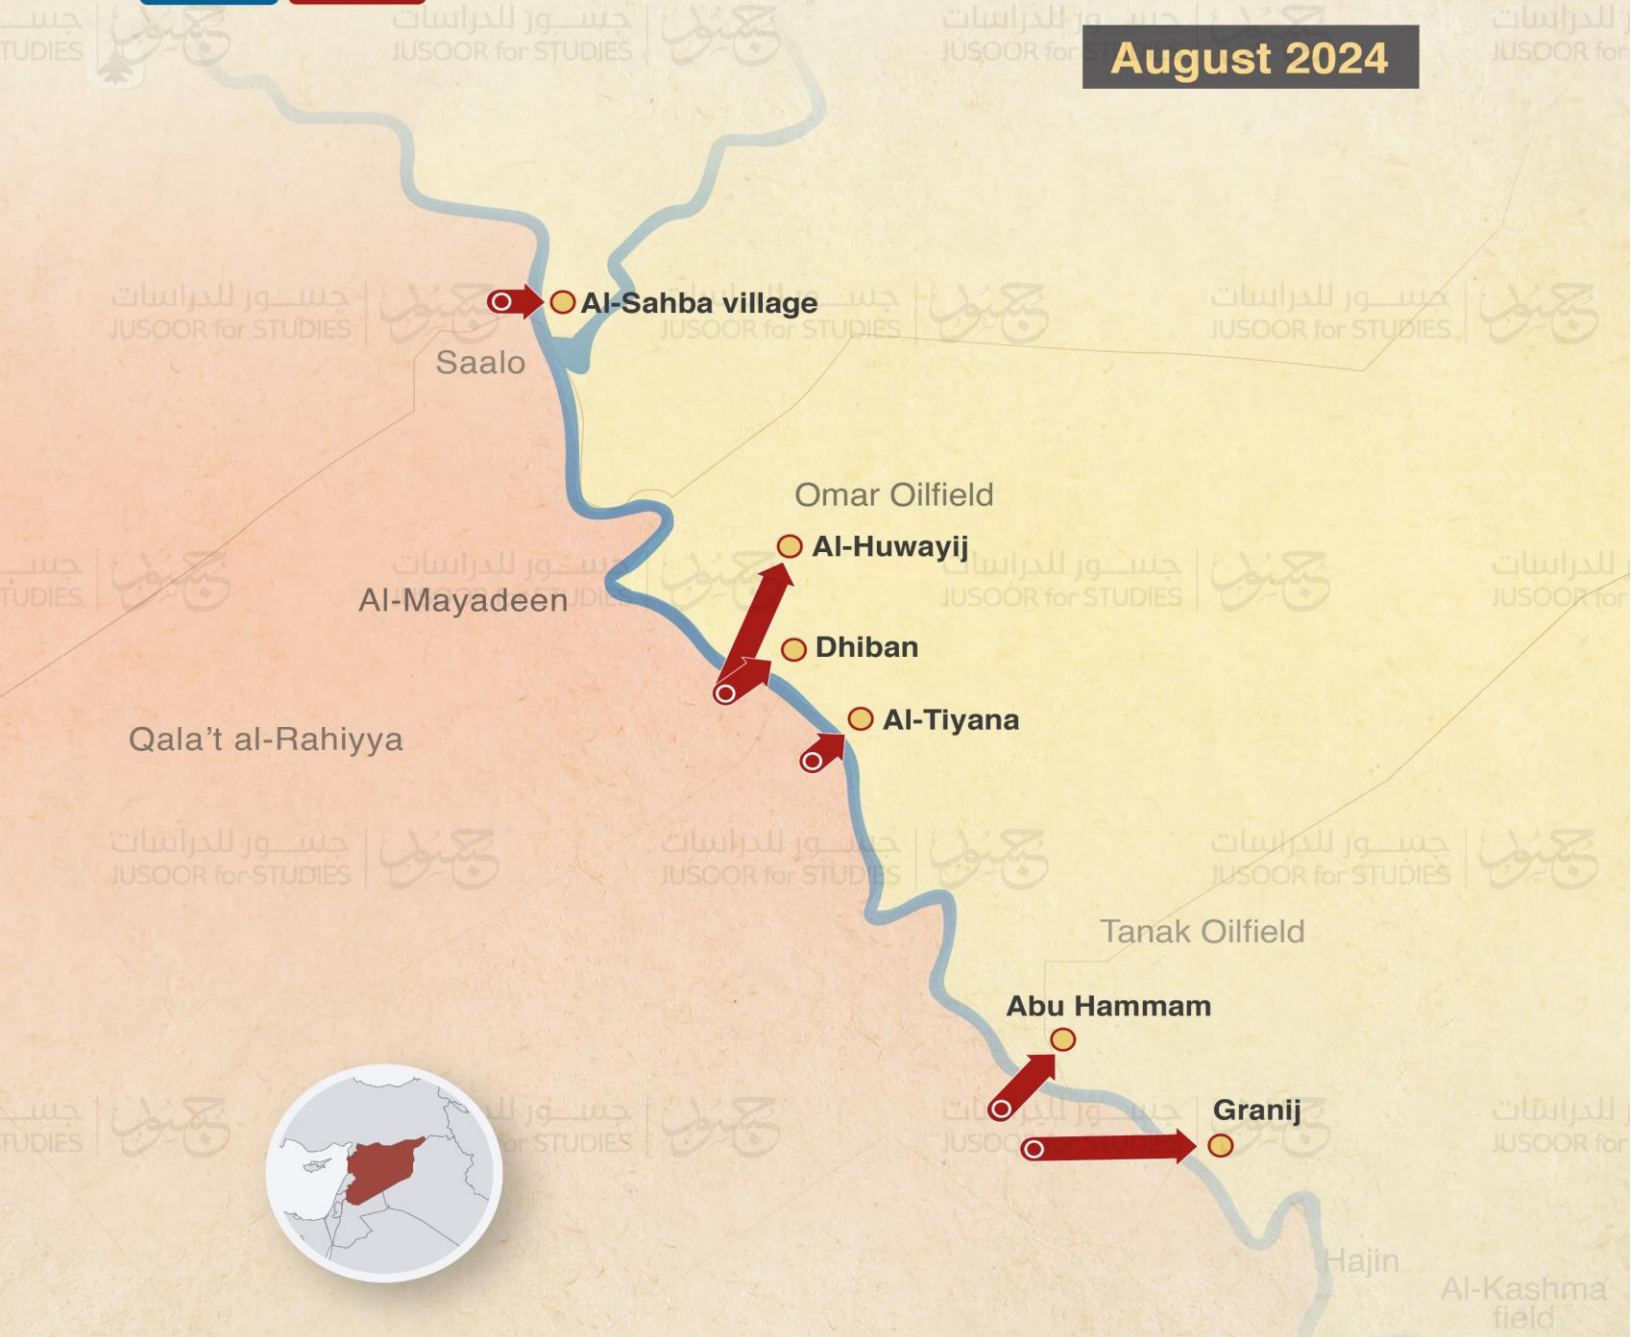 August 2024
جسور للدراسات
JUSOOR for STUDIES
Al-Sahba village
Saalo
Omar Oilfield
Al-Huwayij
Al-Mayadeen
Dhiban
Al-Tiyana
Qala’t al-Rahiyya
Tanak Oilfield
Abu Hammam
Granij
Hajin
Al-Kashma
field